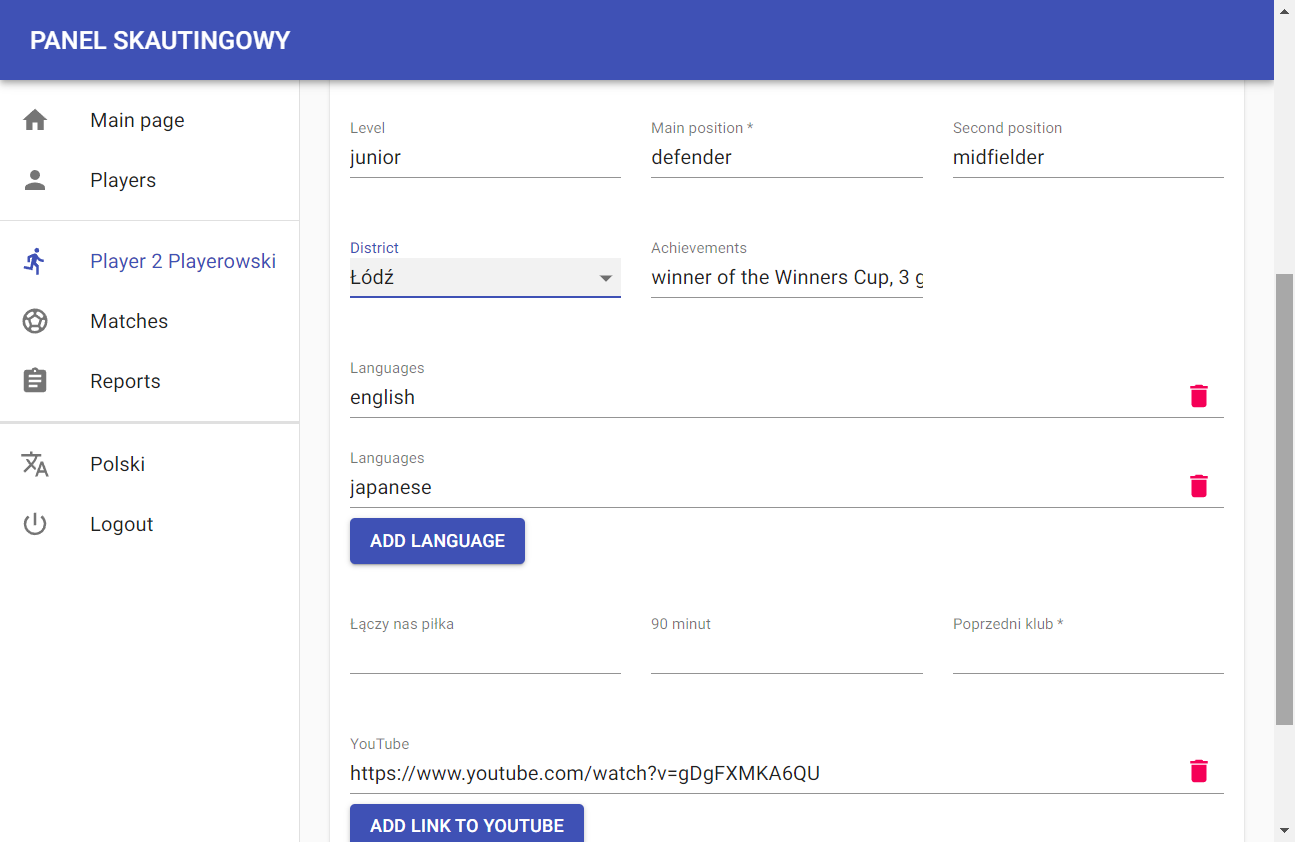 PANEL SKAUTINGOWY
Main page
Players
Player 2 Playerowski
Matches
Reports
Polski
Logout
Level
junior
Main position *
defender
Second position
midfielder
District
Łódź
Achievements
winner of the Winners Cup, 3 g
Languages
english
Languages
japanese
ADD LANGUAGE
Łączy nas piłka
90 minut
Poprzedni klub *
YouTube
https://www.youtube.com/watch?v=gDgFXMKA6QU
ADD LINK TO YOUTUBE